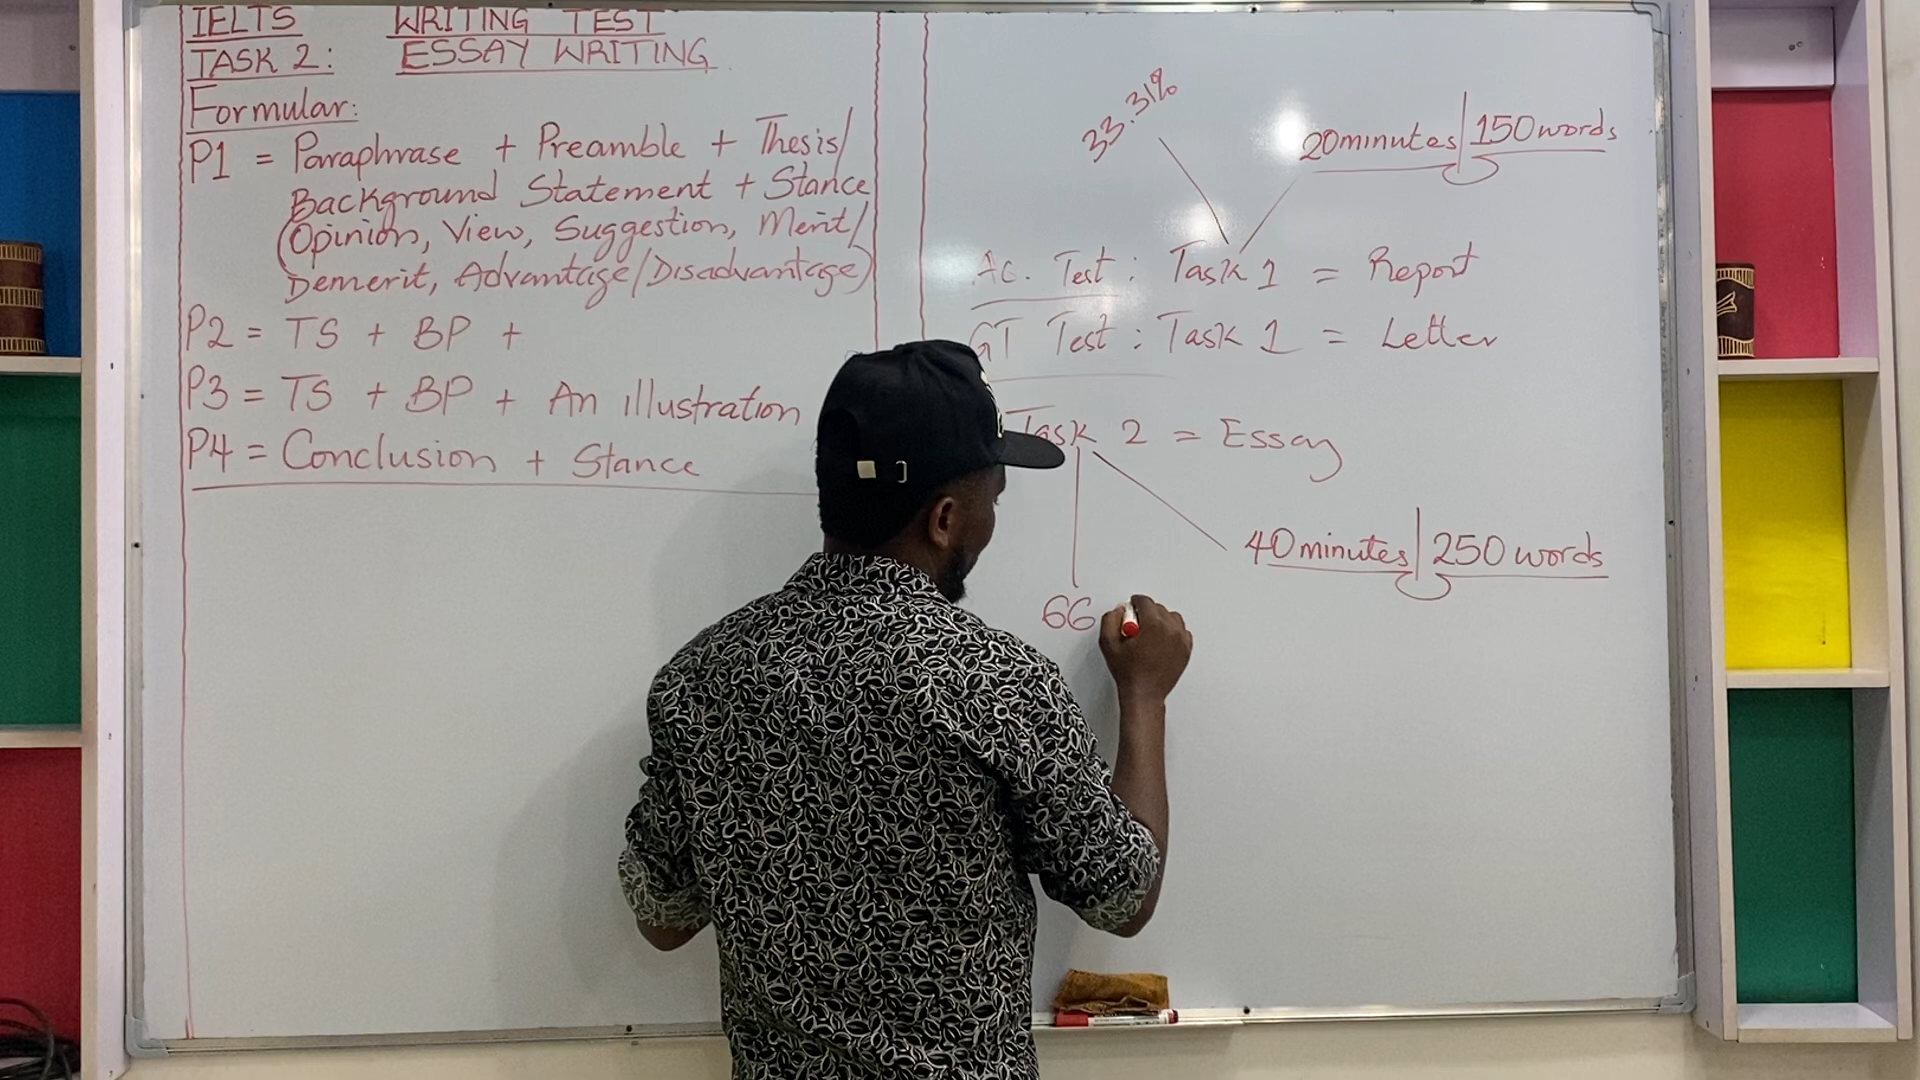 IELTS WRITING TEST
TASK 2: ESSAY WRITING
Formular:
P1 = Paraphrase + Preamble + Thesis/
Background Statement + Stance
(Opinion, View, Suggestion, Merit/
Demerit, Advantage/Disadvantage)
P2 = TS + BP +
P3 = TS + BP + An illustration
P4 = Conclusion + Stance
33.31%
20minutes | 150words
Ac. Test : Task 1 = Report
GT Test : Task 1 = Letter
Task 2 = Essay
40minutes | 250 words
66